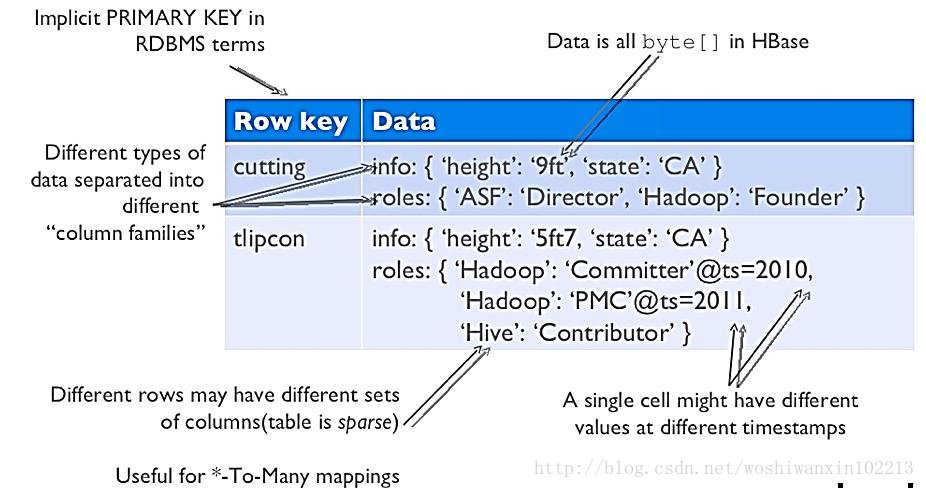 Implicit PRIMARY KEY in
RDBMS terms
Data is all byte[] in HBase
Row key Data
Different types of
data separated into
different
“column families”
cutting
info: { ‘height’: ‘9ft’, ‘state’: ‘CA’ }
roles: { ‘ASF’: ‘Director’, ‘Hadoop’: ‘Founder’ }
tlipcon
info: { ‘height’: ‘5ft7, ‘state’: ‘CA’ }
roles: { ‘Hadoop’: ‘Committer’@ts=2010,
‘Hadoop’: ‘PMC’@ts=2011,
‘Hive’: ‘Contributor’ }
Different rows may have different sets
of columns(table is sparse)
A single cell might have different
values at different timestamps
Useful for *-To-Many mappings
http://blog.csdn.net/woshiwanxin102213